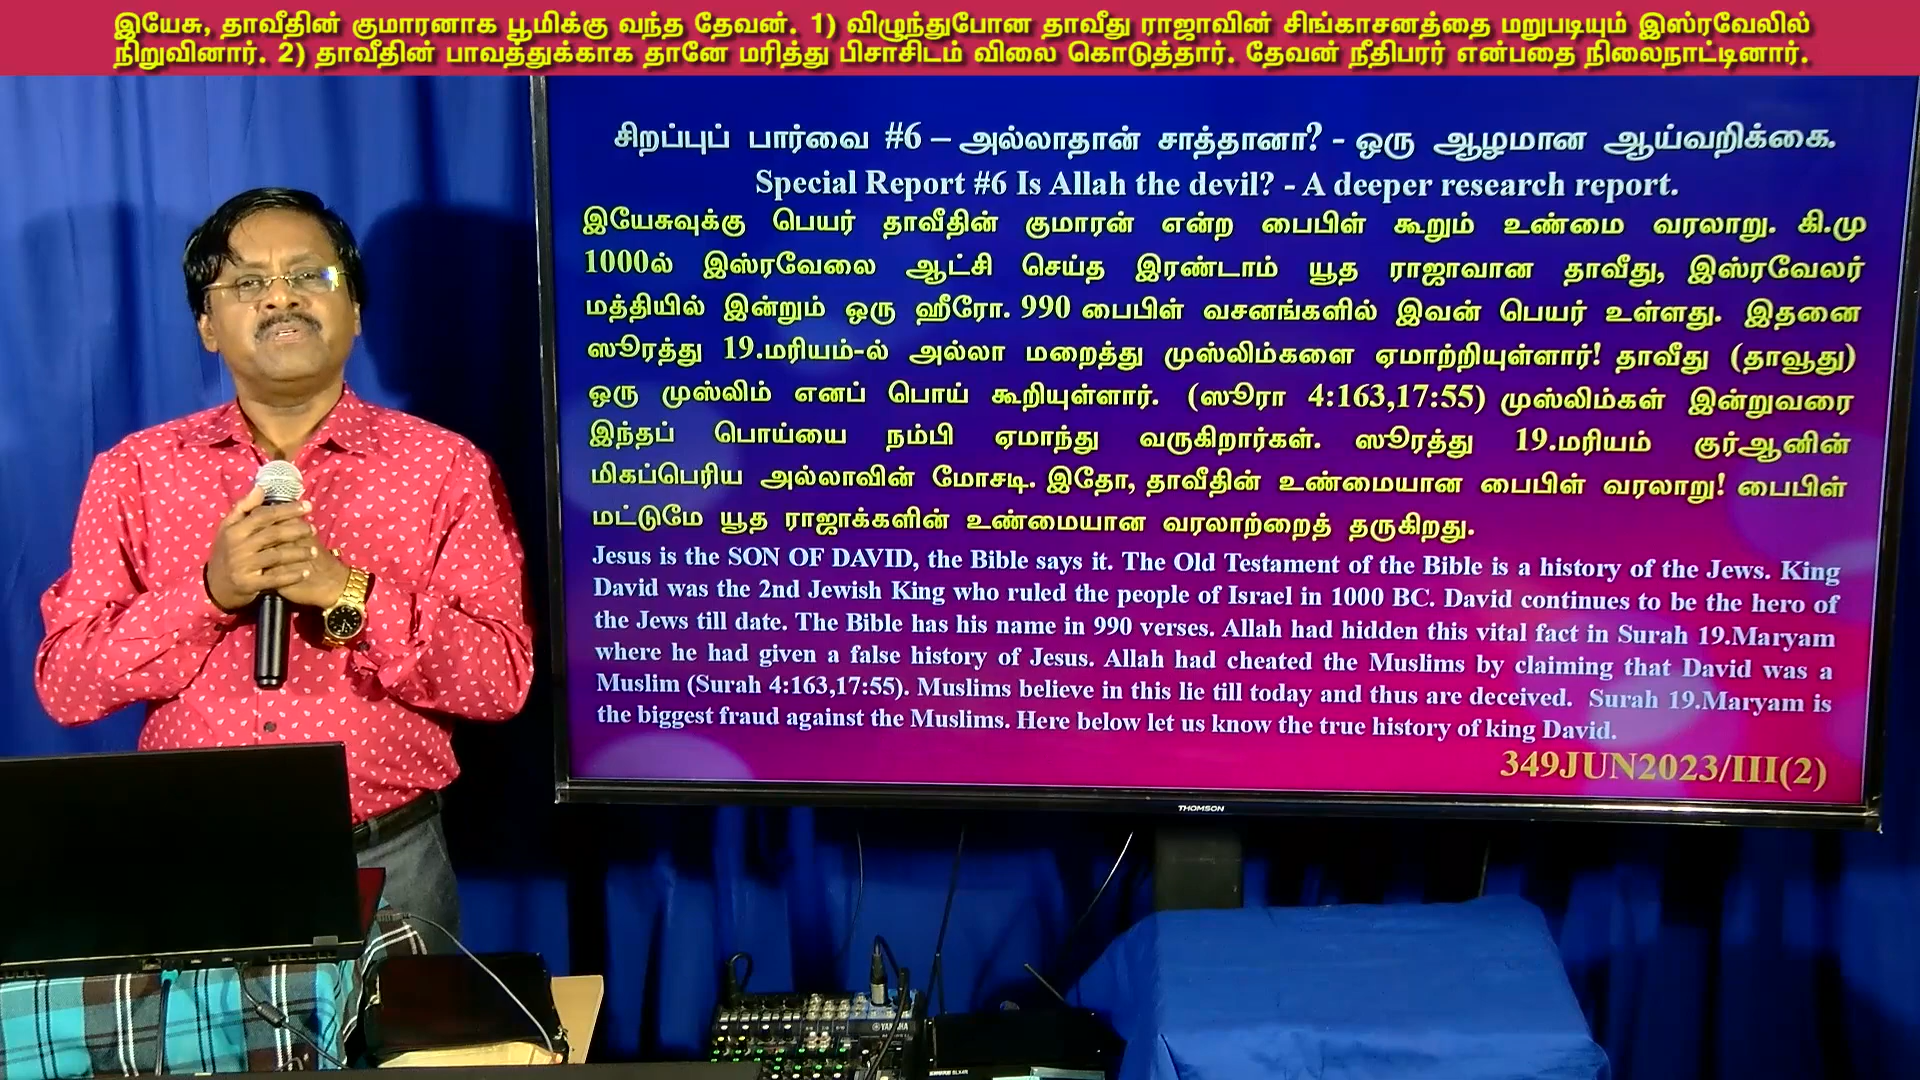 இயேசு, தாவீதின் குமாரனாக பூமிக்கு வந்த தேவன். 1) விழுந்துபோன தாவீது ராஜாவின் சிங்காசனத்தை மறுபடியும் இஸ்ரவேலில்
நிறுவினார். 2) தாவீதின் பாவத்துக்காக தானே மரித்து பிசாசிடம் விலை கொடுத்தார். தேவன் நீதிபரர் என்பதை நிலைநாட்டினார்.
சிறப்புப் பார்வை #6 – அல்லாதான் சாத்தானா? - ஒரு ஆழமான ஆய்வறிக்கை.
Special Report #6 Is Allah the devil? - A deeper research report.
இயேசுவுக்கு பெயர் தாவீதின் குமாரன் என்ற பைபிள் கூறும் உண்மை வரலாறு. கி.மு
1000ல் இஸ்ரவேலை ஆட்சி செய்த இரண்டாம் யூத ராஜாவான தாவீது, இஸ்ரவேலர்
மத்தியில் இன்றும் ஒரு ஹீரோ. 990 பைபிள் வசனங்களில் இவன் பெயர் உள்ளது. இதனை
ஸூரத்து 19.மரியம்-ல் அல்லா மறைத்து முஸ்லிம்களை ஏமாற்றியுள்ளார்! தாவீது (தாவூது)
ஒரு முஸ்லிம் எனப் பொய் கூறியுள்ளார். (ஸூரா 4:163,17:55) முஸ்லிம்கள் இன்றுவரை
இந்தப் பொய்யை நம்பி ஏமாந்து வருகிறார்கள். ஸூரத்து 19.மரியம் குர்ஆனின்
மிகப்பெரிய அல்லாவின் மோசடி. இதோ, தாவீதின் உண்மையான பைபிள் வரலாறு! பைபிள்
மட்டுமே யூத ராஜாக்களின் உண்மையான வரலாற்றைத் தருகிறது.
Jesus is the SON OF DAVID, the Bible says it. The Old Testament of the Bible is a history of the Jews. King
David was the 2nd Jewish King who ruled the people of Israel in 1000 BC. David continues to be the hero of
the Jews till date. The Bible has his name in 990 verses. Allah had hidden this vital fact in Surah 19.Maryam
where he had given a false history of Jesus. Allah had cheated the Muslims by claiming that David was a
Muslim (Surah 4:163,17:55). Muslims believe in this lie till today and thus are deceived. Surah 19.Maryam is
the biggest fraud against the Muslims. Here below let us know the true history of king David.
349JUN2023/III(2)
THOMSON
YAMAHA